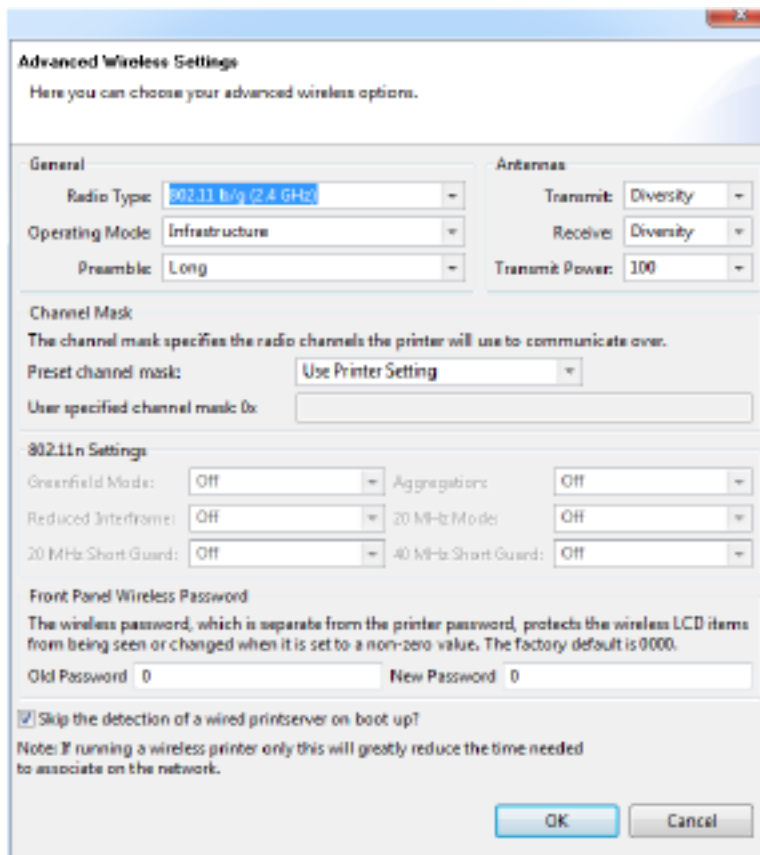 Advanced Wireless Settings
Here you can choose your advanced wireless options.
General
Radio Type: 802.11 b/g (2.4 GHz)
Operating Mode: Infrastructure
Preamble: Long
Antennas
Transmit: Diversity
Receive: Diversity
Transmit Power: 100
Channel Mask
The channel mask specifies the radio channels the printer will use to communicate over.
Preset channel mask: Use Printer Setting
User specified channel mask: 0x
802.11n Settings
Greenfield Mode: Off Aggregation: Off
Reduced Interframe: Off 20 MHz Mode: Off
20 MHz Short Guard: Off 40 MHz Short Guard: Off
Front Panel Wireless Password
The wireless password, which is separate from the printer password, protects the wireless LCD items
from being seen or changed when it is set to a non-zero value. The factory default is 0000.
Old Password 0 New Password 0
Skip the detection of a wired printserver on boot up?
Note: If running a wireless printer only this will greatly reduce the time needed
to associate on the network.
OK Cancel